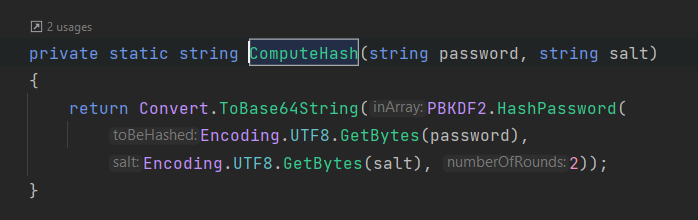 2 usages
private static string ComputeHash(string password, string salt)
{
return Convert.ToBase64String(inArray:PBKDF2.HashPassword(
toBeHashed:Encoding.UTF8.GetBytes(password),
salt:Encoding.UTF8.GetBytes(salt), numberOfRounds:2));
}